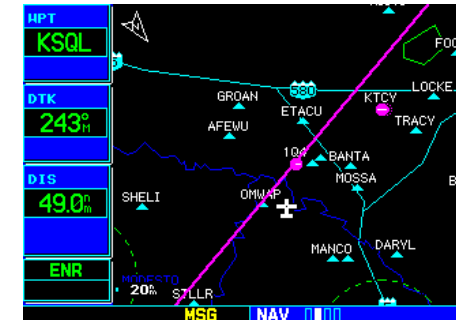 WPT
KSQL
DTK
243°M
DIS
49.0nm
ENR
580
GROAN
ETACU
AFEWU
KTCY
LOCKE
TRACY
1Q4
BANTA
MOSSA
SHELI
OMWAP
MANCO
DARYL
MODESTO
20nm
STLLR
MSG
NAV